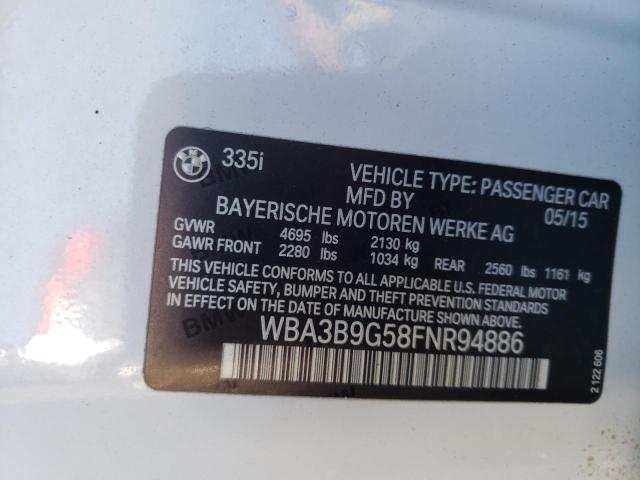 335i
VEHICLE TYPE: PASSENGER CAR
MFD BY 05/15
BAYERISCHE MOTOREN WERKE AG
GVWR 4695 lbs 2130 kg
GAWR FRONT 2280 lbs 1034 kg REAR 2560 lbs 1161 kg
THIS VEHICLE CONFORMS TO ALL APPLICABLE U.S. FEDERAL MOTOR
VEHICLE SAFETY, BUMPER AND THEFT PREVENTION STANDARDS
IN EFFECT ON THE DATE OF MANUFACTURE SHOWN ABOVE.
WBA3B9G58FNR94886
2 122 606